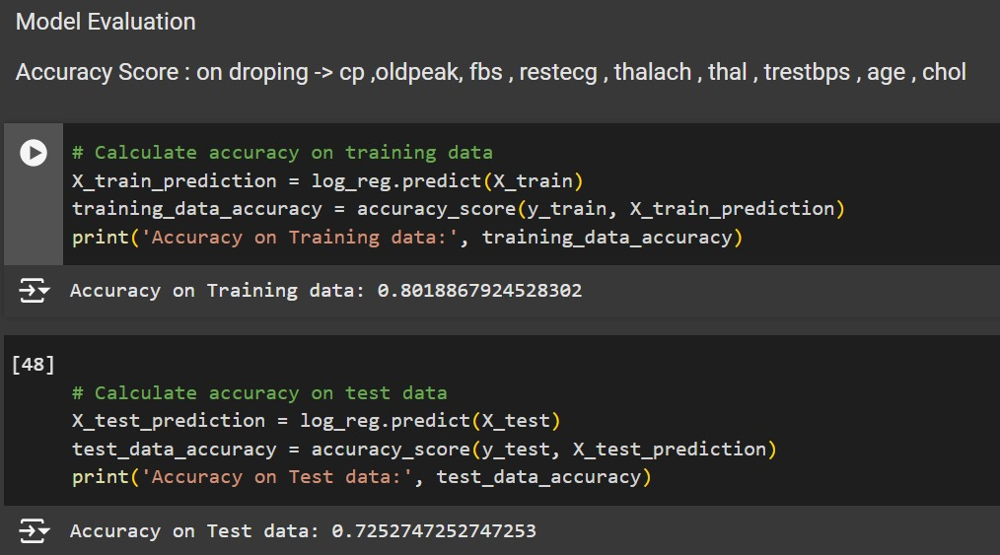 Model Evaluation
Accuracy Score : on droping -> cp ,oldpeak, fbs , restecg , thalach , thal , trestbps , age , chol
# Calculate accuracy on training data
X_train_prediction = log_reg.predict(X_train)
training_data_accuracy = accuracy_score(y_train, X_train_prediction)
print('Accuracy on Training data:', training_data_accuracy)
Accuracy on Training data: 0.8018867924528302
[48]
# Calculate accuracy on test data
X_test_prediction = log_reg.predict(X_test)
test_data_accuracy = accuracy_score(y_test, X_test_prediction)
print('Accuracy on Test data:', test_data_accuracy)
Accuracy on Test data: 0.7252747252747253